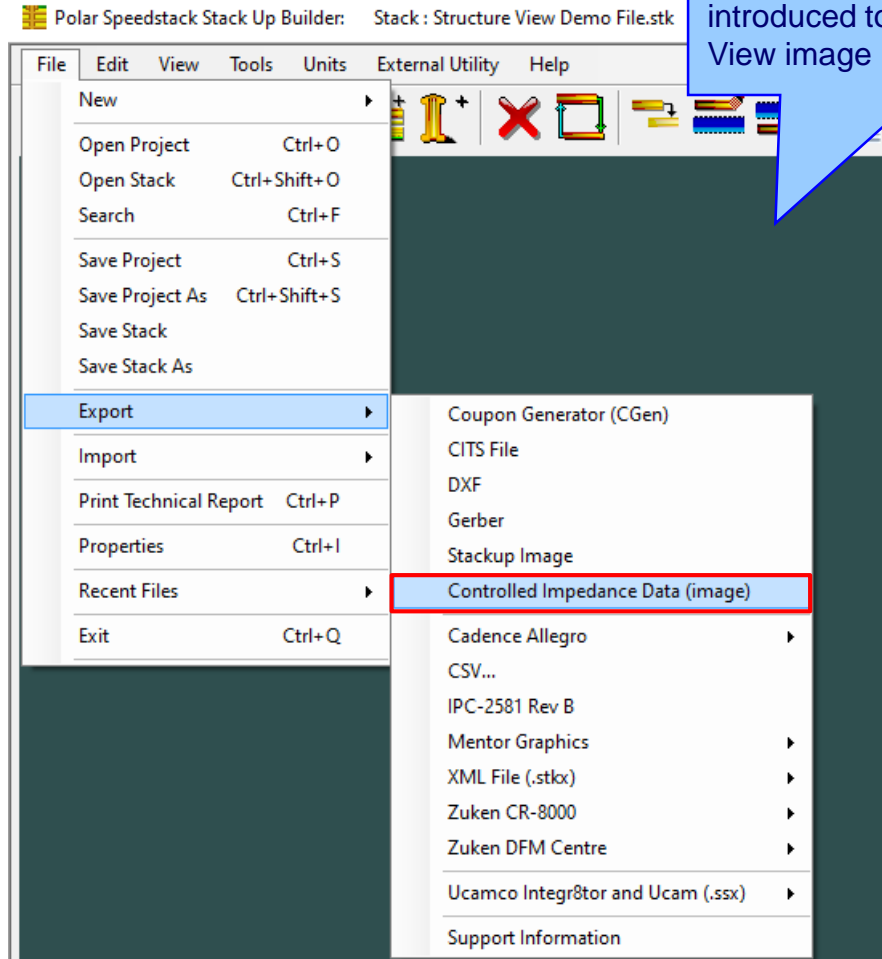 Polar Speedstack Stack Up Builder: Stack : Structure View Demo File.stk
introduced to
View image
File Edit View Tools Units External Utility Help
New
Open Project Ctrl+O
Open Stack Ctrl+Shift+O
Search Ctrl+F
Save Project Ctrl+S
Save Project As Ctrl+Shift+S
Save Stack
Save Stack As
Export
Import
Print Technical Report Ctrl+P
Properties Ctrl+I
Recent Files
Exit Ctrl+Q
Coupon Generator (CGen)
CITS File
DXF
Gerber
Stackup Image
Controlled Impedance Data (image)
Cadence Allegro
CSV...
IPC-2581 Rev B
Mentor Graphics
XML File (.stkx)
Zuken CR-8000
Zuken DFM Centre
Ucamco Integr8tor and Ucam (.ssx)
Support Information